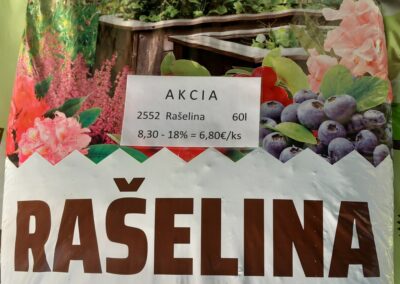 AKCIA
2552 Rašelina 60l
8,30 - 18% = 6,80€/ks
RAŠELINA